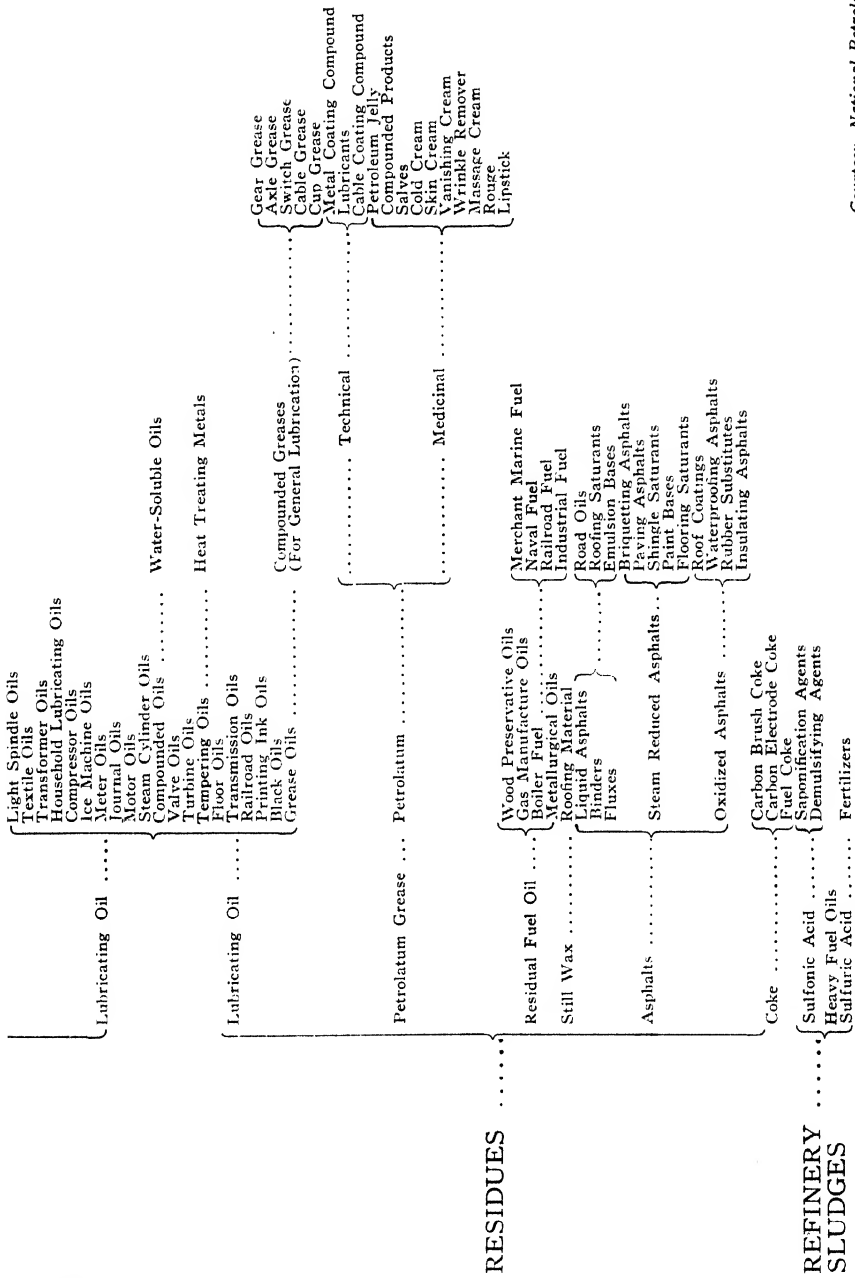 Light Spindle Oils
Textile Oils
Transformer Oils
Household Lubricating Oils
Compressor Oils
Ice Machine Oils
Meter Oils
Journal Oils
Motor Oils
Steam Cylinder Oils
Lubricating Oil .....
Compounded Oils ........ Water-Soluble Oils
Valve Oils
Turbine Oils
Tempering Oils .......... Heat Treating Metals
Floor Oils
Transmission Oils
Railroad Oils
Printing Ink Oils
Black Oils
Lubricating Oil .....
Grease Oils .............. Compounded Greases
(For General Lubrication)
Gear Grease
Axle Grease
Switch Grease
Cable Grease
Cup Grease
RESIDUES ......
Petrolatum Grease ... Petrolatum
Technical
Metal Coating Compound
Lubricants
Cable Coating Compound
Medicinal
Petroleum Jelly
Compounded Products
Salves
Cold Cream
Skin Cream
Vanishing Cream
Wrinkle Remover
Massage Cream
Rouge
Lipstick
Residual Fuel Oil ....
Wood Preservative Oils
Gas Manufacture Oils
Boiler Fuel
Metallurgical Oils
Merchant Marine Fuel
Naval Fuel
Railroad Fuel
Industrial Fuel
Still Wax .......... Roofing Material
Asphalts
Liquid Asphalts
Binders
Fluxes
Road Oils
Roofing Saturants
Emulsion Bases
Steam Reduced Asphalts...
Briquetting Asphalts
Paving Asphalts
Shingle Saturants
Paint Bases
Flooring Saturants
Oxidized Asphalts
Roof Coatings
Waterproofing Asphalts
Rubber Substitutes
Insulating Asphalts
Coke
Carbon Brush Coke
Carbon Electrode Coke
Fuel Coke
REFINERY ......
SLUDGES
Sulfonic Acid
Saponification Agents
Demulsifying Agents
Heavy Fuel Oils
Sulfuric Acid ........ Fertilizers
National